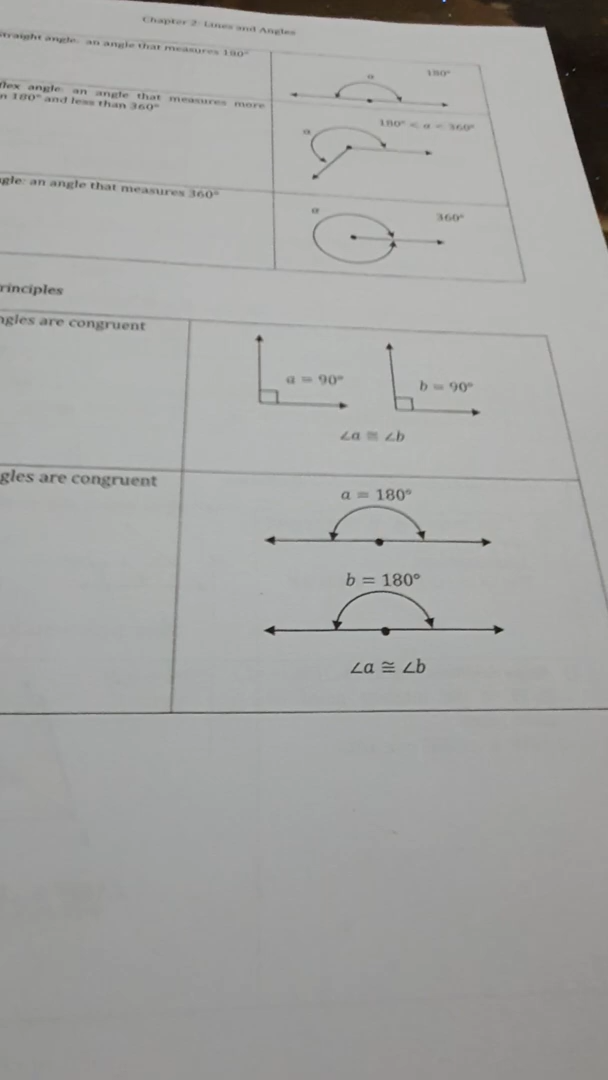 Chapter 2: Lines and Angles
straight angle: an angle that measures 180°
a
180°
flex angle: an angle that measures more
n 180° and less than 360°
180° < a < 360°
a
gle: an angle that measures 360°
a
360°
rinciples
ngles are congruent
a = 90°
b = 90°
∠a ≅ ∠b
gles are congruent
a = 180°
b = 180°
∠a ≅ ∠b